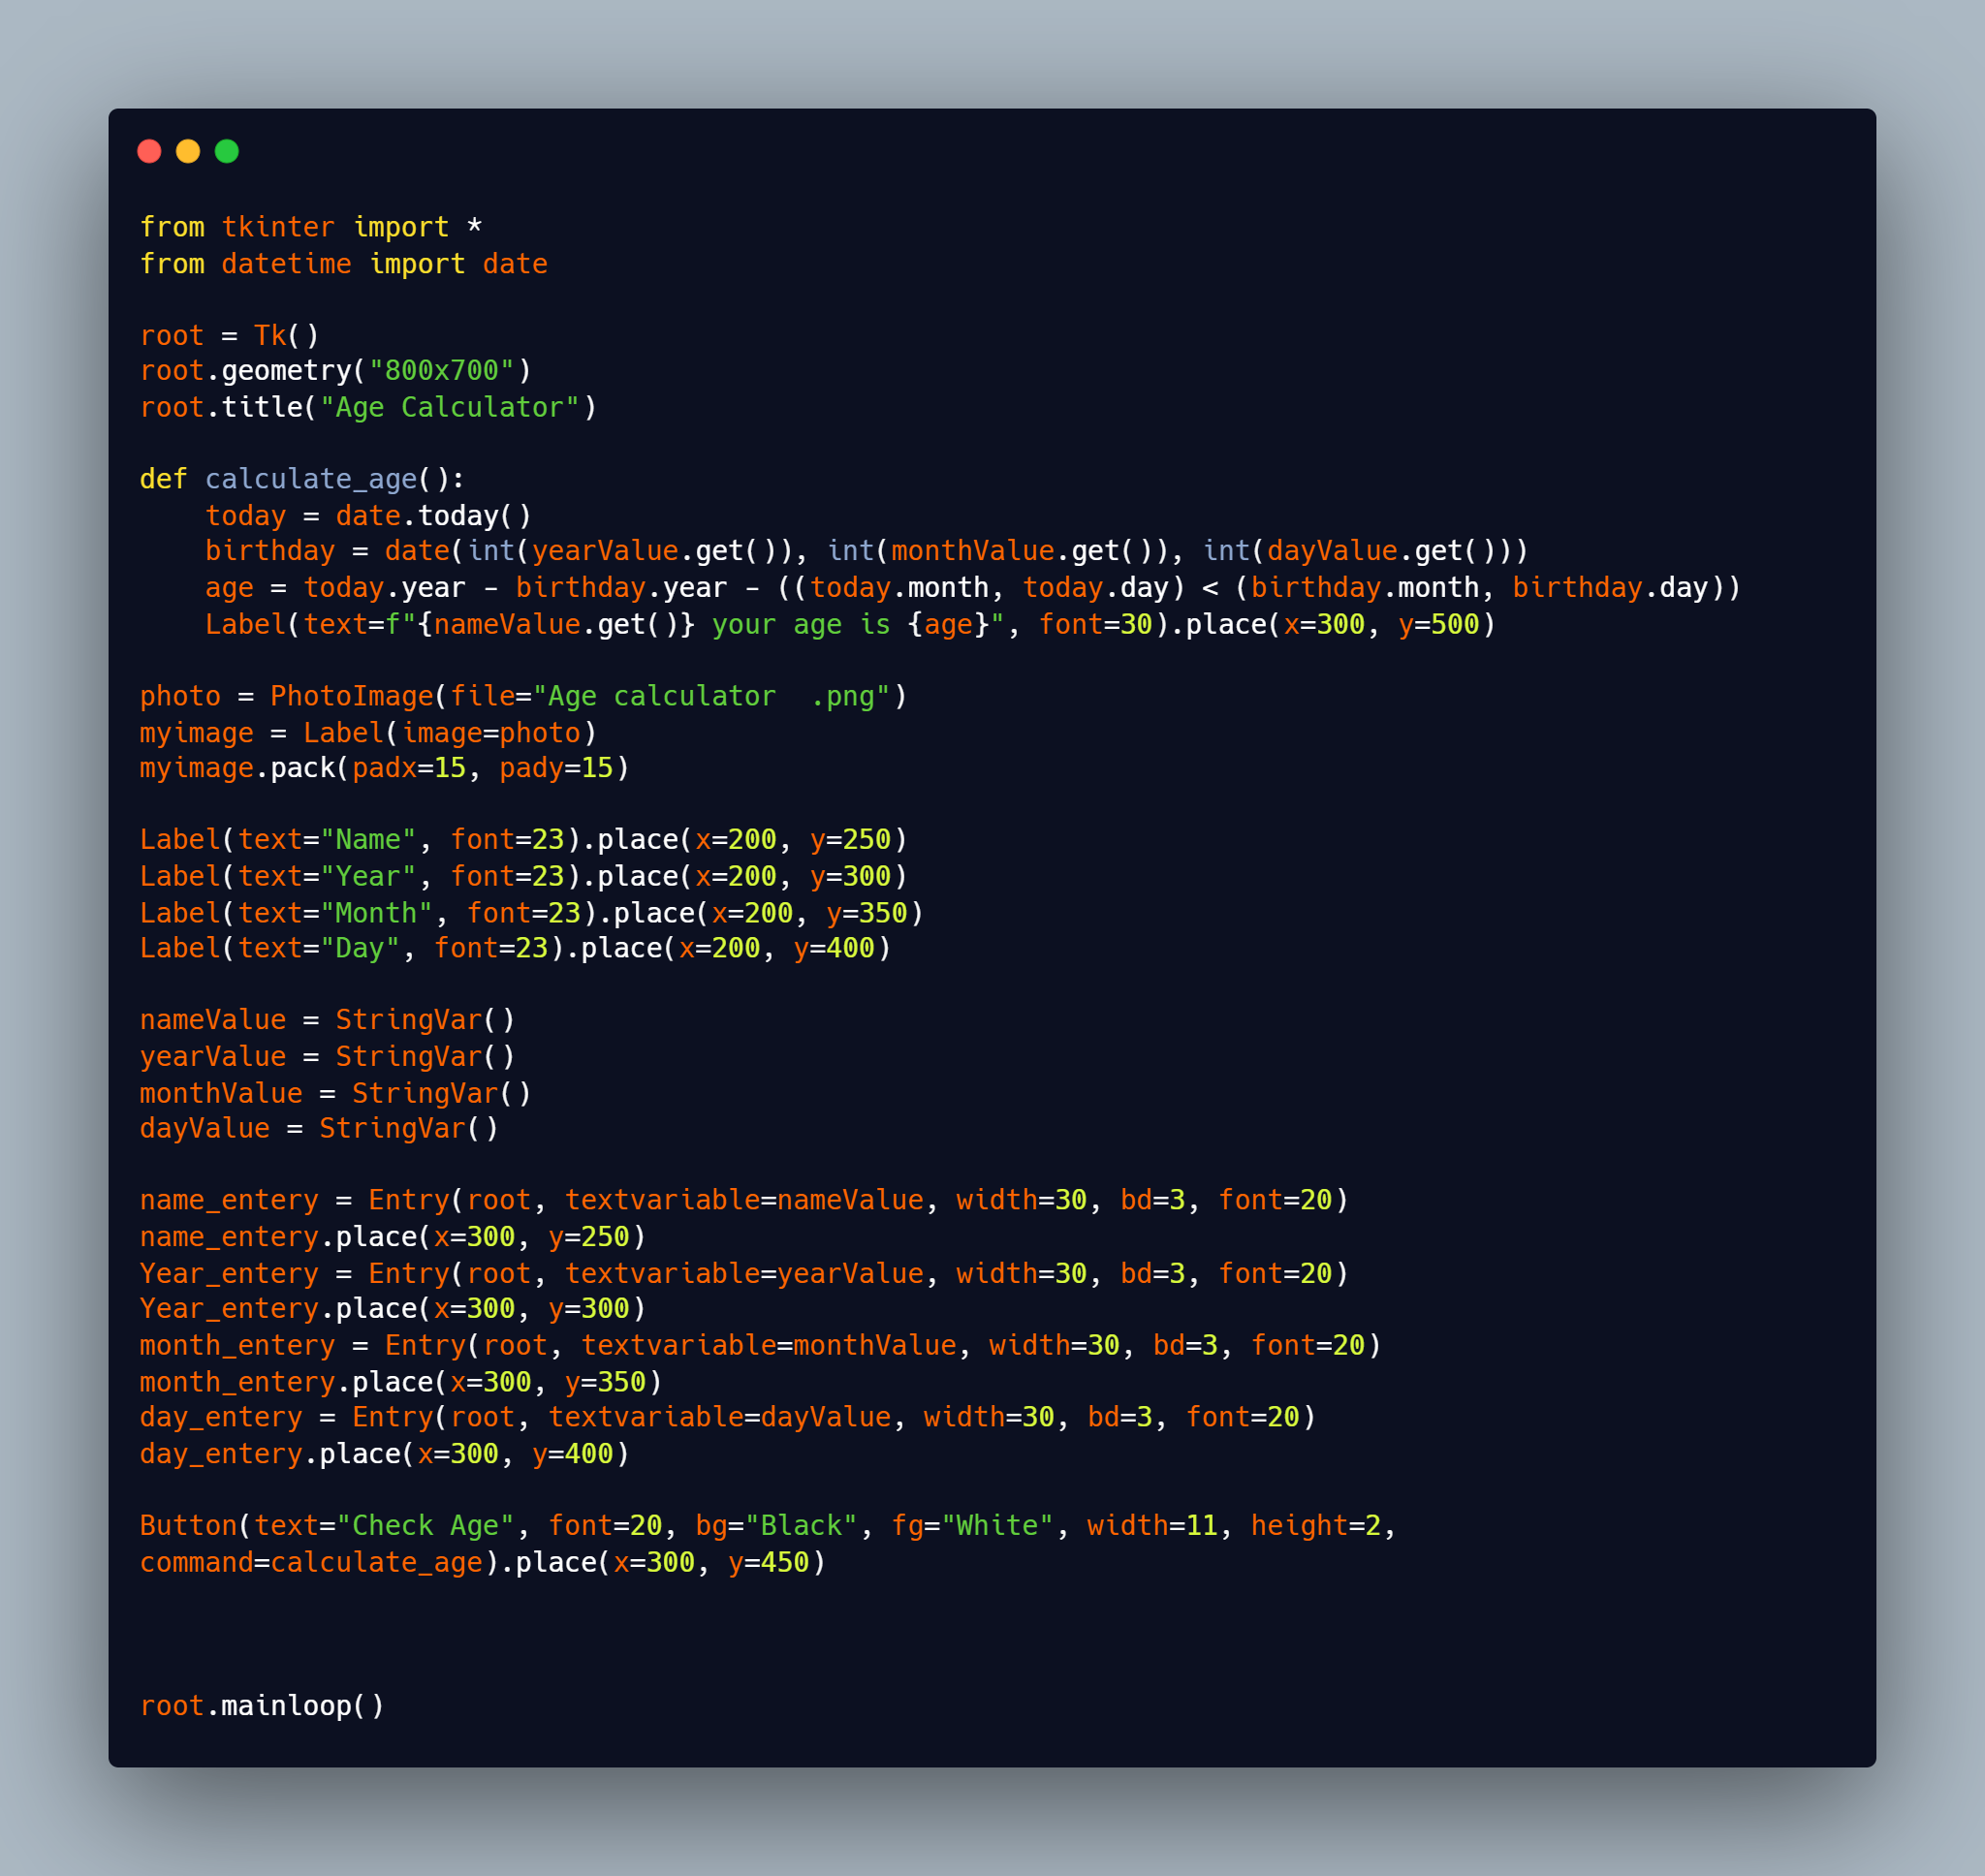 from tkinter import *
from datetime import date

root = Tk()
root.geometry("800x700")
root.title("Age Calculator")

def calculate_age():
    today = date.today()
    birthday = date(int(yearValue.get()), int(monthValue.get()), int(dayValue.get()))
    age = today.year - birthday.year - ((today.month, today.day) < (birthday.month, birthday.day))
    Label(text=f"{nameValue.get()} your age is {age}", font=30).place(x=300, y=500)

photo = PhotoImage(file="Age calculator  .png")
myimage = Label(image=photo)
myimage.pack(padx=15, pady=15)

Label(text="Name", font=23).place(x=200, y=250)
Label(text="Year", font=23).place(x=200, y=300)
Label(text="Month", font=23).place(x=200, y=350)
Label(text="Day", font=23).place(x=200, y=400)

nameValue = StringVar()
yearValue = StringVar()
monthValue = StringVar()
dayValue = StringVar()

name_entery = Entry(root, textvariable=nameValue, width=30, bd=3, font=20)
name_entery.place(x=300, y=250)
Year_entery = Entry(root, textvariable=yearValue, width=30, bd=3, font=20)
Year_entery.place(x=300, y=300)
month_entery = Entry(root, textvariable=monthValue, width=30, bd=3, font=20)
month_entery.place(x=300, y=350)
day_entery = Entry(root, textvariable=dayValue, width=30, bd=3, font=20)
day_entery.place(x=300, y=400)

Button(text="Check Age", font=20, bg="Black", fg="White", width=11, height=2,
command=calculate_age).place(x=300, y=450)

root.mainloop()